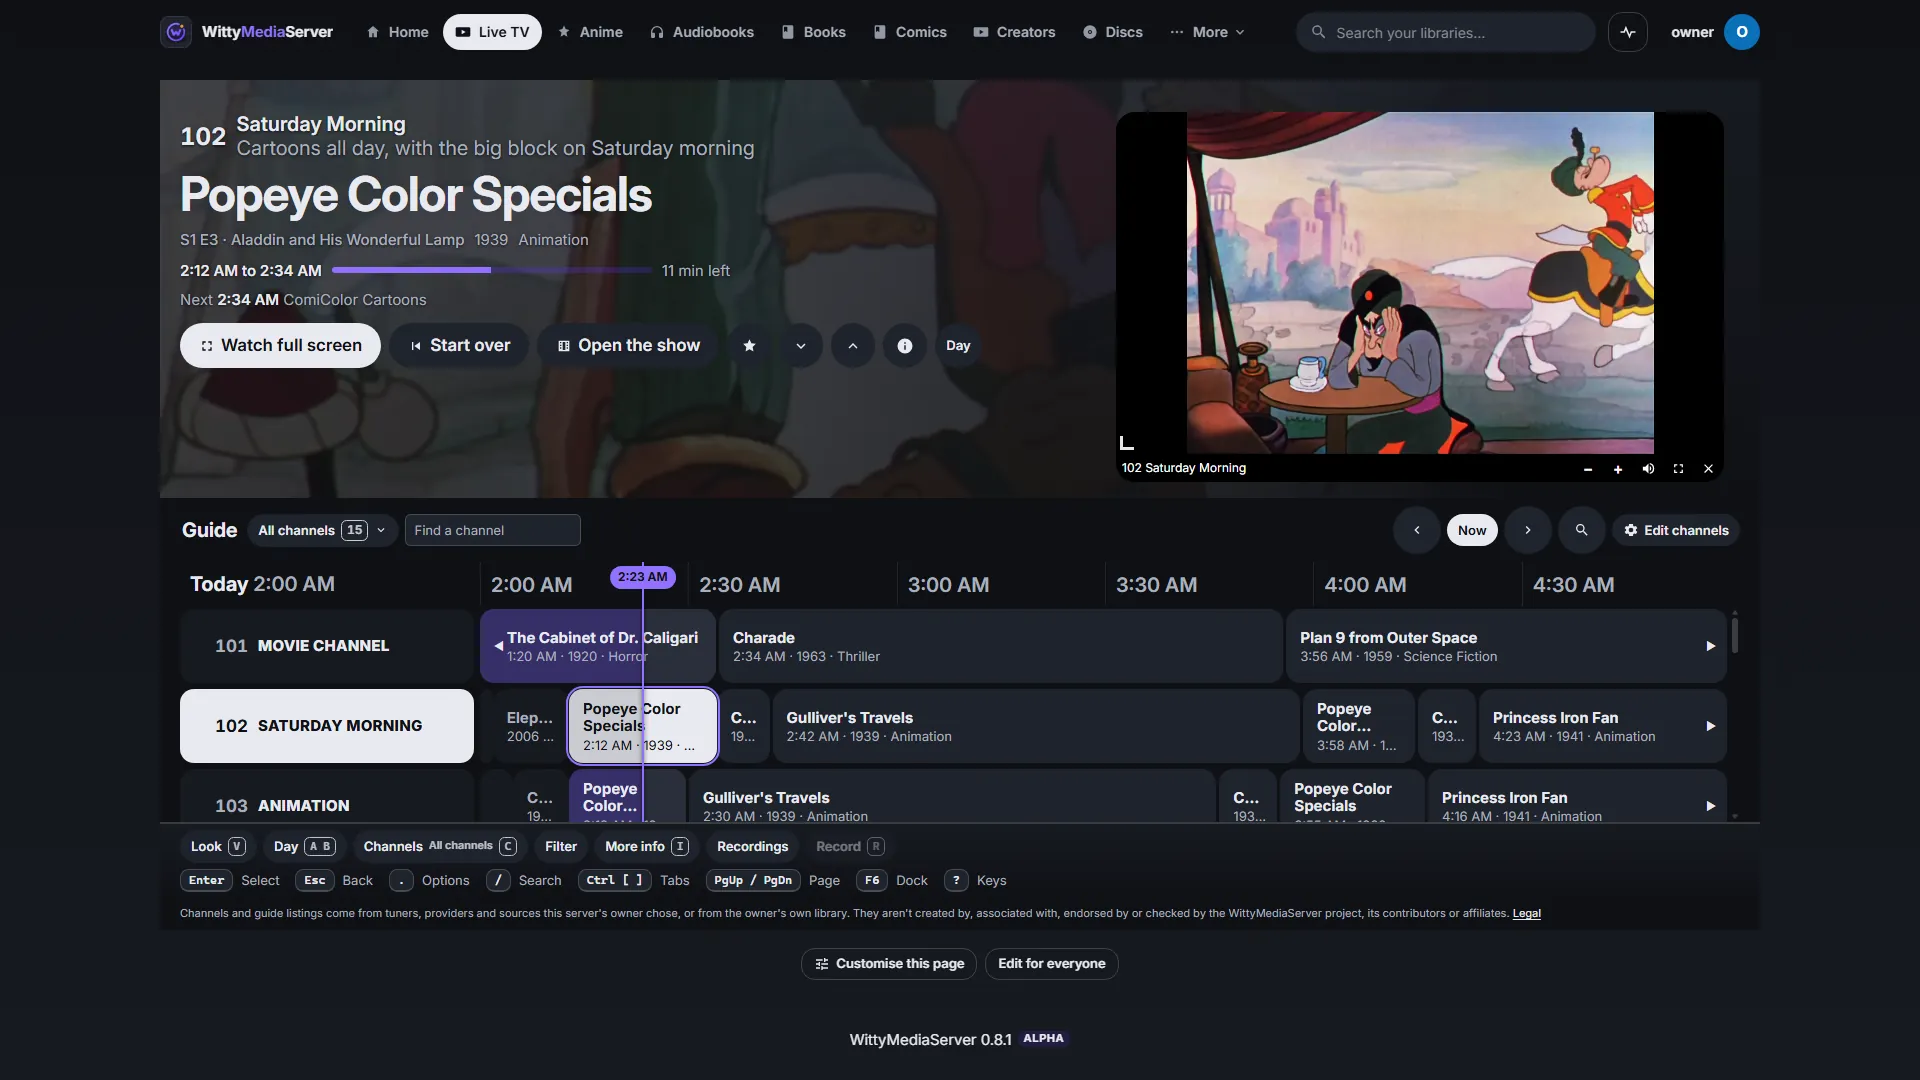 WittyMediaServer
Home
Live TV
Anime
Audiobooks
Books
Comics
Creators
Discs
More
Search your libraries...
owner
O
102
Saturday Morning
Cartoons all day, with the big block on Saturday morning
Popeye Color Specials
S1 E3 · Aladdin and His Wonderful Lamp 1939 Animation
2:12 AM to 2:34 AM
11 min left
Next 2:34 AM ComiColor Cartoons
Watch full screen
Start over
Open the show
Day
102 Saturday Morning
Guide
All channels 15
Find a channel
Now
Edit channels
Today 2:00 AM
2:00 AM
2:23 AM
2:30 AM
3:00 AM
3:30 AM
4:00 AM
4:30 AM
101 MOVIE CHANNEL
The Cabinet of Dr. Caligari
1:20 AM · 1920 · Horror
Charade
2:34 AM · 1963 · Thriller
Plan 9 from Outer Space
3:56 AM · 1959 · Science Fiction
102 SATURDAY MORNING
Elep...
2006 ...
Popeye Color
Specials
2:12 AM · 1939 · ...
C...
19...
Gulliver's Travels
2:42 AM · 1939 · Animation
Popeye
Color...
3:58 AM · 1...
C...
193...
Princess Iron Fan
4:23 AM · 1941 · Animation
103 ANIMATION
C...
19...
Popeye
Color...
Gulliver's Travels
2:30 AM · 1939 · Animation
C...
193...
Popeye Color
Specials
Princess Iron Fan
4:16 AM · 1941 · Animation
Look V
Day A B
Channels All channels C
Filter
More info I
Recordings
Record R
Enter Select
Esc Back
. Options
/ Search
Ctrl [ ] Tabs
PgUp / PgDn Page
F6 Dock
? Keys
Channels and guide listings come from tuners, providers and sources this server's owner chose, or from the owner's own library. They aren't created by, associated with, endorsed by or checked by the WittyMediaServer project, its contributors or affiliates. Legal
Customise this page
Edit for everyone
WittyMediaServer 0.8.1 ALPHA